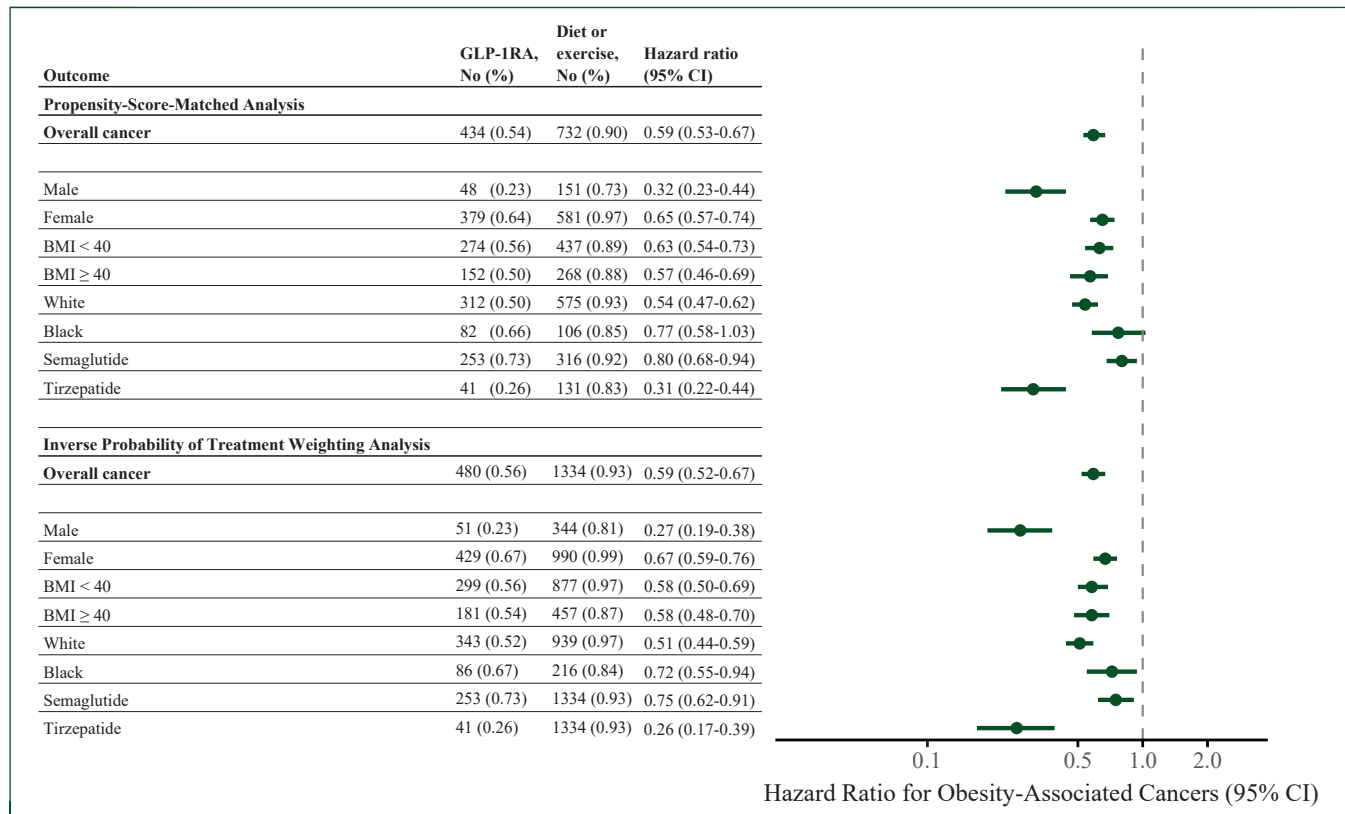 Outcome GLP-1RA, No (%) Diet or exercise, No (%) Hazard ratio (95% CI)
Propensity-Score-Matched Analysis
Overall cancer 434 (0.54) 732 (0.90) 0.59 (0.53-0.67)
Male 48 (0.23) 151 (0.73) 0.32 (0.23-0.44)
Female 379 (0.64) 581 (0.97) 0.65 (0.57-0.74)
BMI < 40 274 (0.56) 437 (0.89) 0.63 (0.54-0.73)
BMI ≥ 40 152 (0.50) 268 (0.88) 0.57 (0.46-0.69)
White 312 (0.50) 575 (0.93) 0.54 (0.47-0.62)
Black 82 (0.66) 106 (0.85) 0.77 (0.58-1.03)
Semaglutide 253 (0.73) 316 (0.92) 0.80 (0.68-0.94)
Tirzepatide 41 (0.26) 131 (0.83) 0.31 (0.22-0.44)
Inverse Probability of Treatment Weighting Analysis
Overall cancer 480 (0.56) 1334 (0.93) 0.59 (0.52-0.67)
Male 51 (0.23) 344 (0.81) 0.27 (0.19-0.38)
Female 429 (0.67) 990 (0.99) 0.67 (0.59-0.76)
BMI < 40 299 (0.56) 877 (0.97) 0.58 (0.50-0.69)
BMI ≥ 40 181 (0.54) 457 (0.87) 0.58 (0.48-0.70)
White 343 (0.52) 939 (0.97) 0.51 (0.44-0.59)
Black 86 (0.67) 216 (0.84) 0.72 (0.55-0.94)
Semaglutide 253 (0.73) 1334 (0.93) 0.75 (0.62-0.91)
Tirzepatide 41 (0.26) 1334 (0.93) 0.26 (0.17-0.39)
0.1 0.5 1.0 2.0
Hazard Ratio for Obesity-Associated Cancers (95% CI)